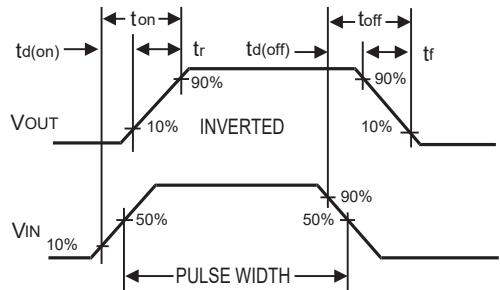 ton
toff
td(on)
tr
td(off)
tf
90%
90%
VOUT
10%
INVERTED
10%
90%
50%
50%
VIN
10%
PULSE WIDTH